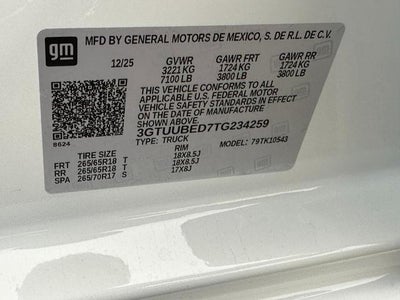 gm
MFD BY GENERAL MOTORS DE MEXICO, S. DE R.L. DE C.V.
12/25 GVWR GAWR FRT GAWR RR
3221 KG 1724 KG 1724 KG
7100 LB 3800 LB 3800 LB
THIS VEHICLE CONFORMS TO ALL APPLICABLE
U.S. FEDERAL MOTOR
VEHICLE SAFETY STANDARDS IN EFFECT ON THE
DATE OF MANUFACTURE SHOWN ABOVE.
8624
3GTUUBED7TG234259
TYPE: TRUCK MODEL: 79TK10543
TIRE SIZE RIM
FRT 265/65R18 T 18X8.5J
RR 265/65R18 T 18X8.5J
SPA 265/70R17 S 17X8J